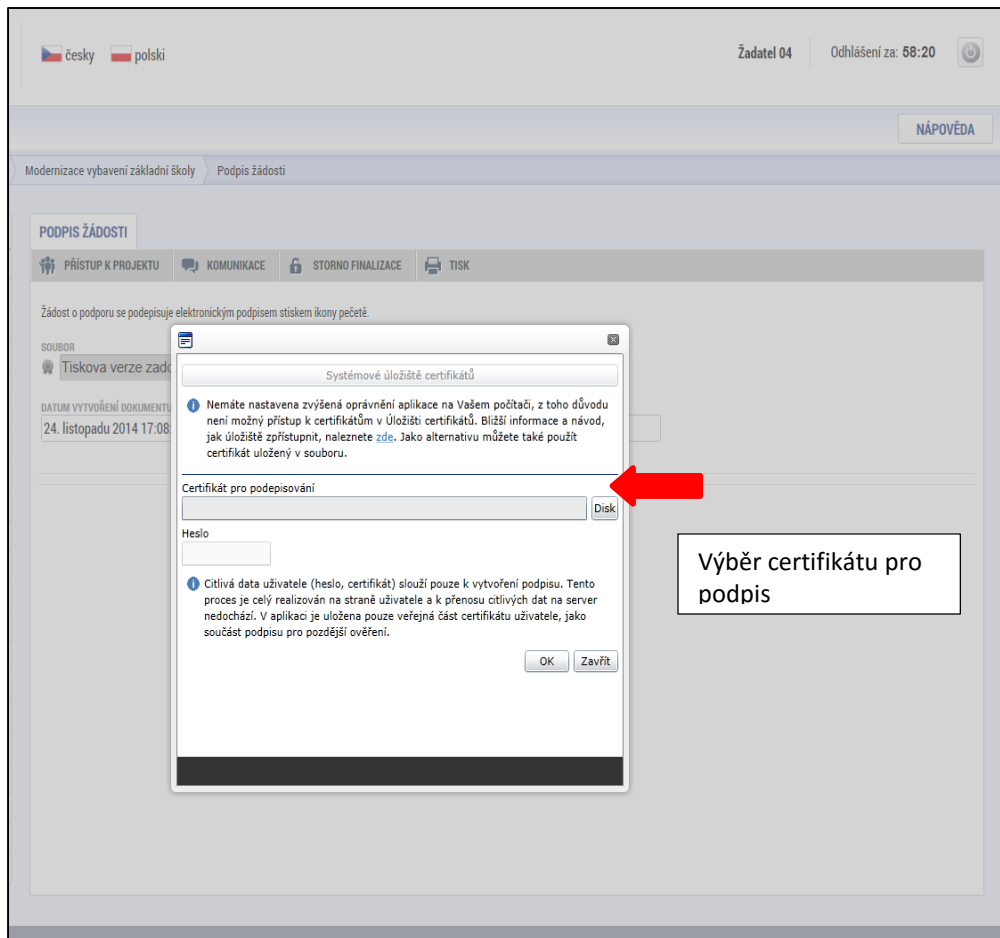 česky polski Žadatel 04 Odhlášení za: 58:20
NÁPOVĚDA
Modernizace vybavení základní školy Podpis žádosti
PODPIS ŽÁDOSTI
PŘÍSTUP K PROJEKTU KOMUNIKACE STORNO FINALIZACE TISK
Žádost o podporu se podepisuje elektronickým podpisem stiskem ikony pečetě.
SOUBOR
Tiskova verze zado
DATUM VYTVOŘENÍ DOKUMENTU
24. listopadu 2014 17:08:
Systémové úložiště certifikátů
Nemáte nastavena zvýšená oprávnění aplikace na Vašem počítači, z toho důvodu
není možný přístup k certifikátům v Úložišti certifikátů. Bližší informace a návod,
jak úložiště zpřístupnit, naleznete zde. Jako alternativu můžete také použít
certifikát uložený v souboru.
Certifikát pro podepisování
Disk
Heslo
Citlivá data uživatele (heslo, certifikát) slouží pouze k vytvoření podpisu. Tento
proces je celý realizován na straně uživatele a k přenosu citlivých dat na server
nedochází. V aplikaci je uložena pouze veřejná část certifikátu uživatele, jako
součást podpisu pro pozdější ověření.
OK Zavřít
Výběr certifikátu pro
podpis